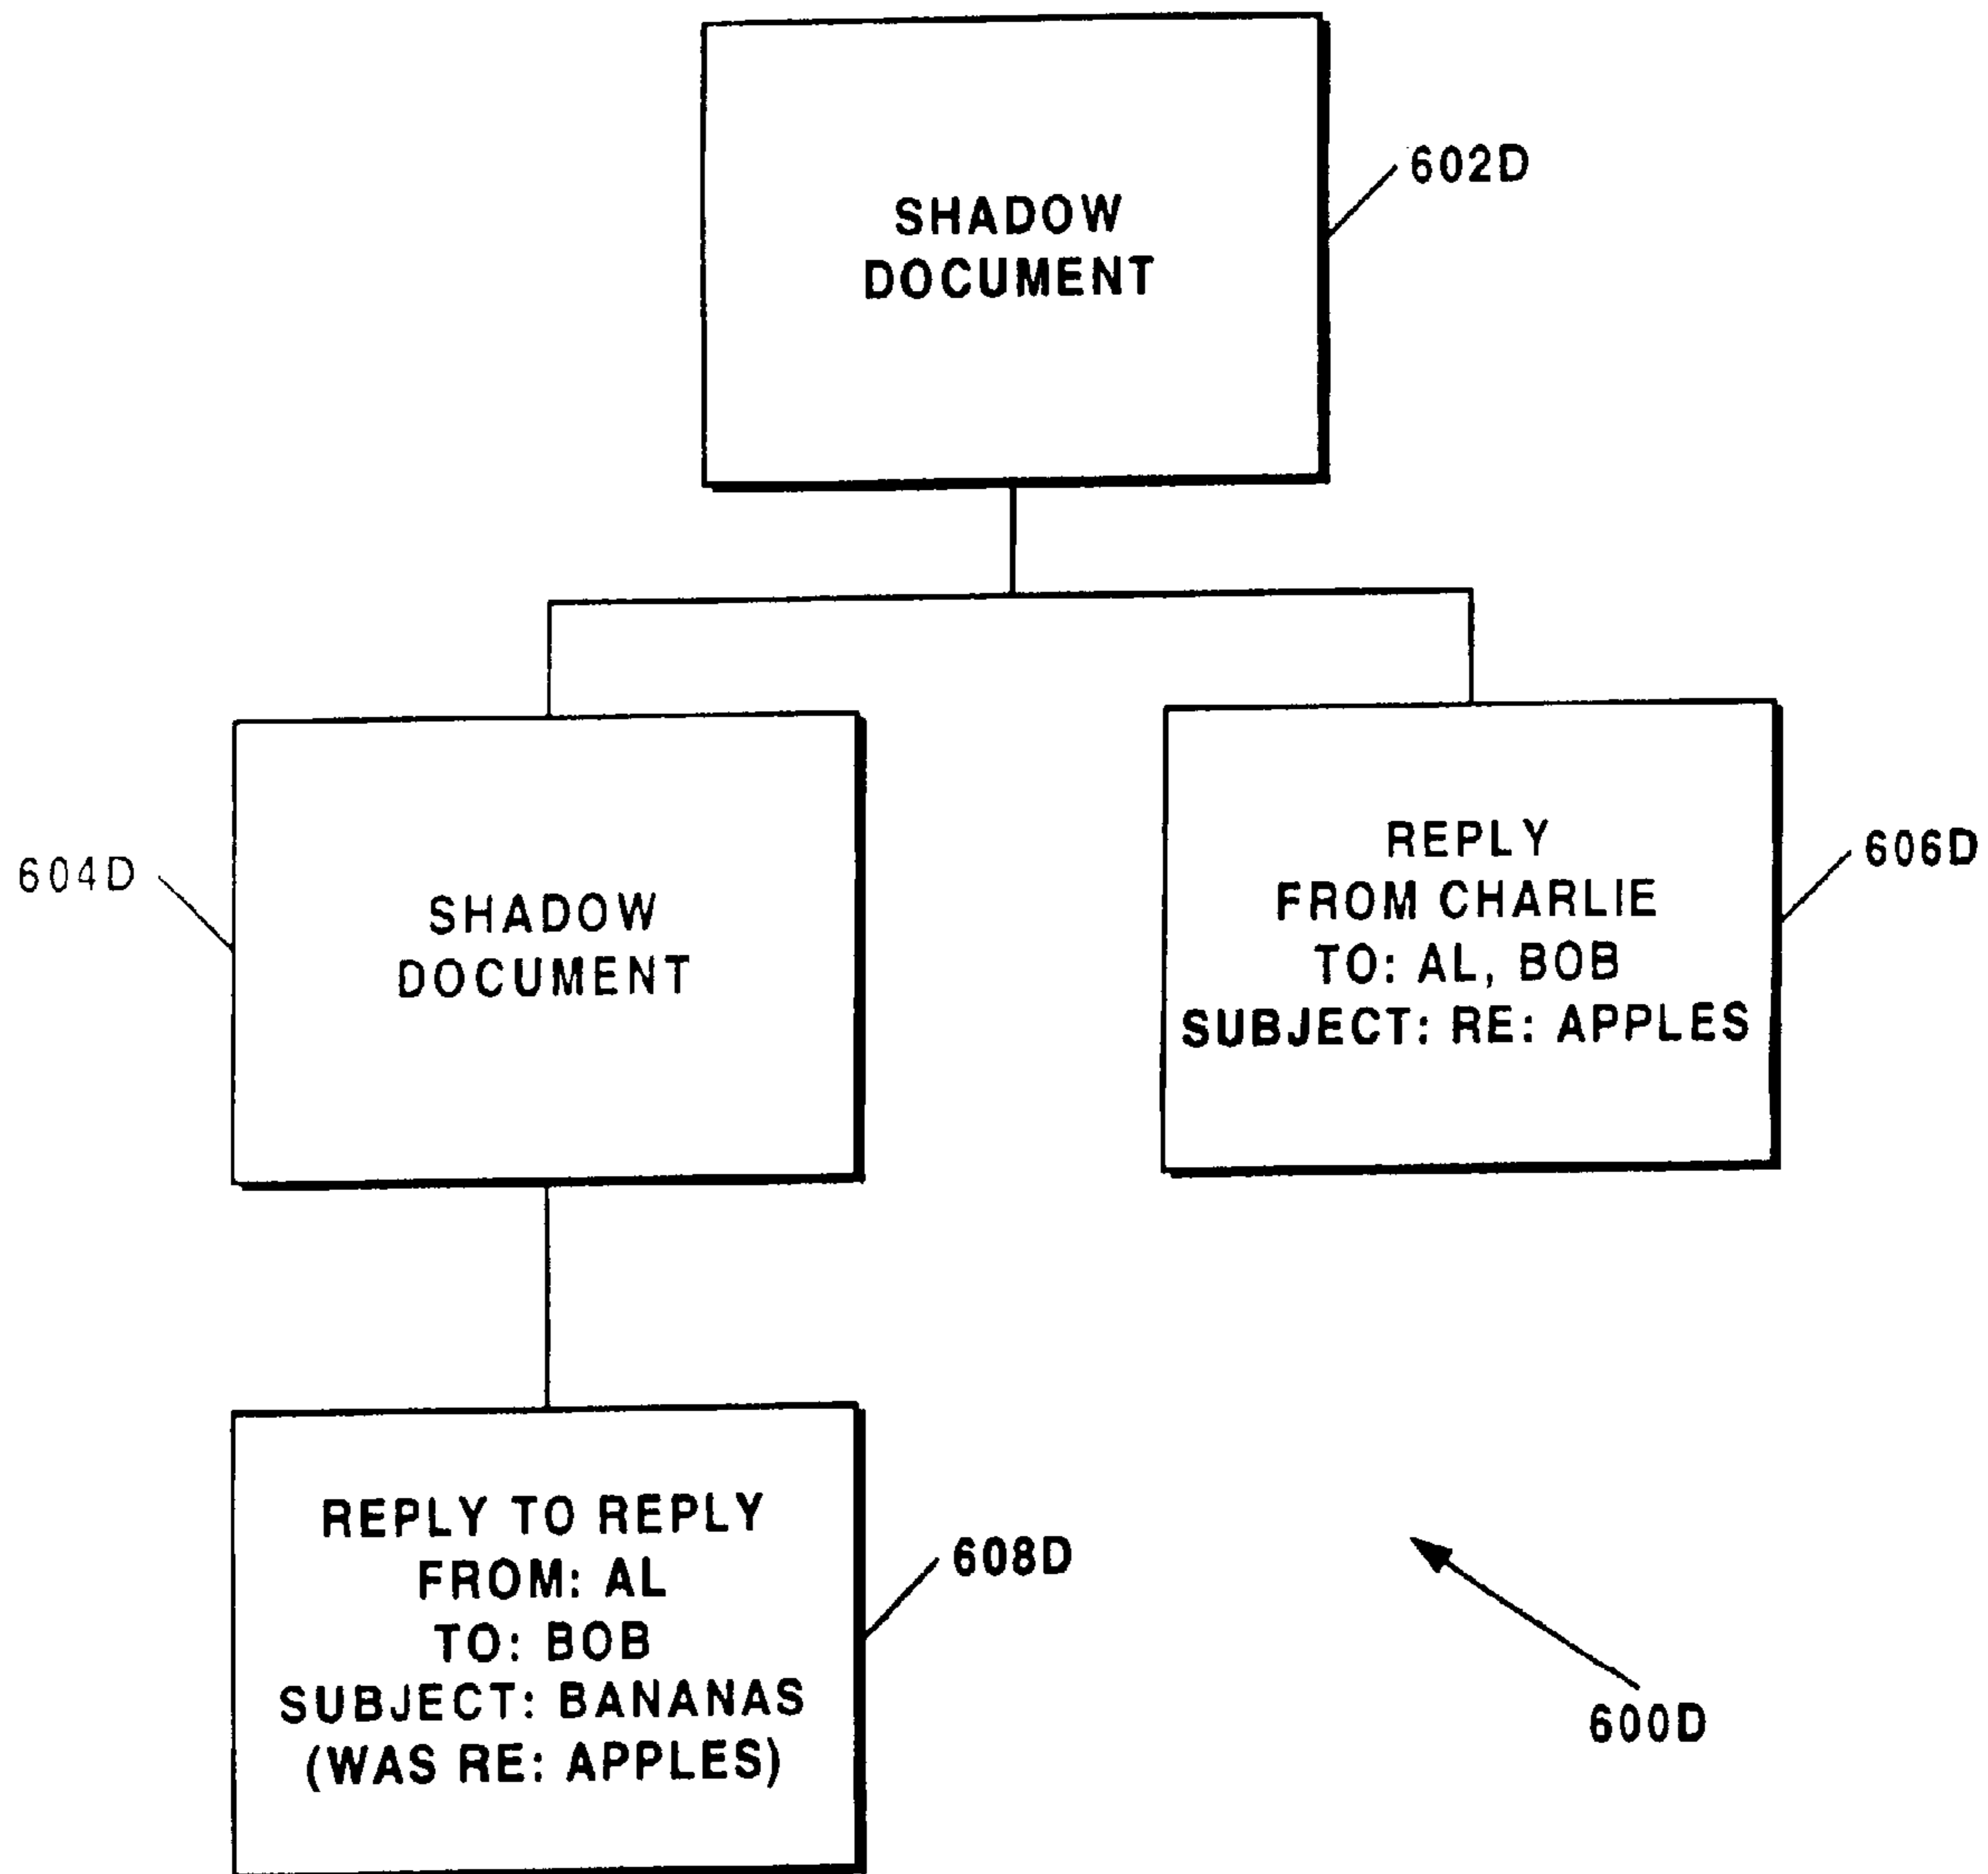 SHADOW
DOCUMENT
602D
604D
SHADOW
DOCUMENT
REPLY
FROM CHARLIE
TO: AL, BOB
SUBJECT: RE: APPLES
606D
REPLY TO REPLY
FROM: AL
TO: BOB
SUBJECT: BANANAS
(WAS RE: APPLES)
608D
600D